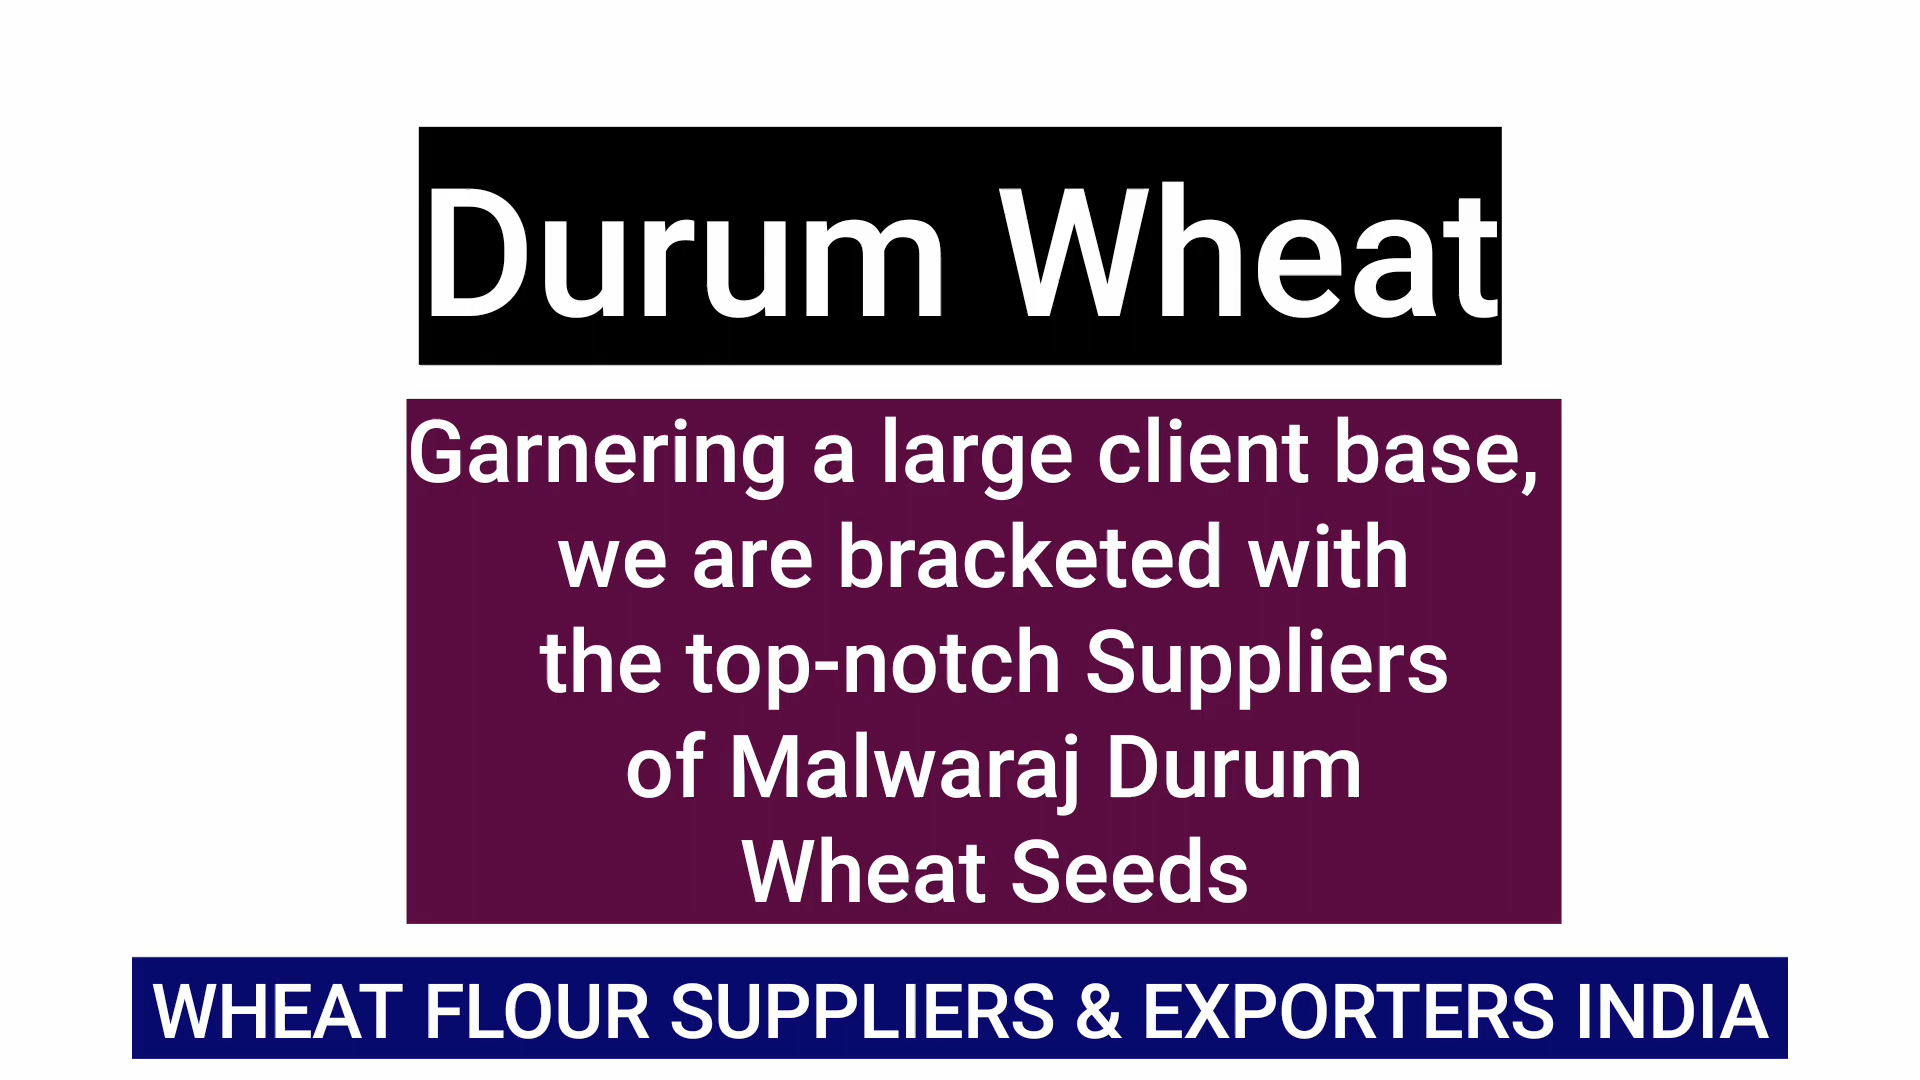 Durum Wheat
Garnering a large client base,
we are bracketed with
the top-notch Suppliers
of Malwaraj Durum
Wheat Seeds
WHEAT FLOUR SUPPLIERS & EXPORTERS INDIA